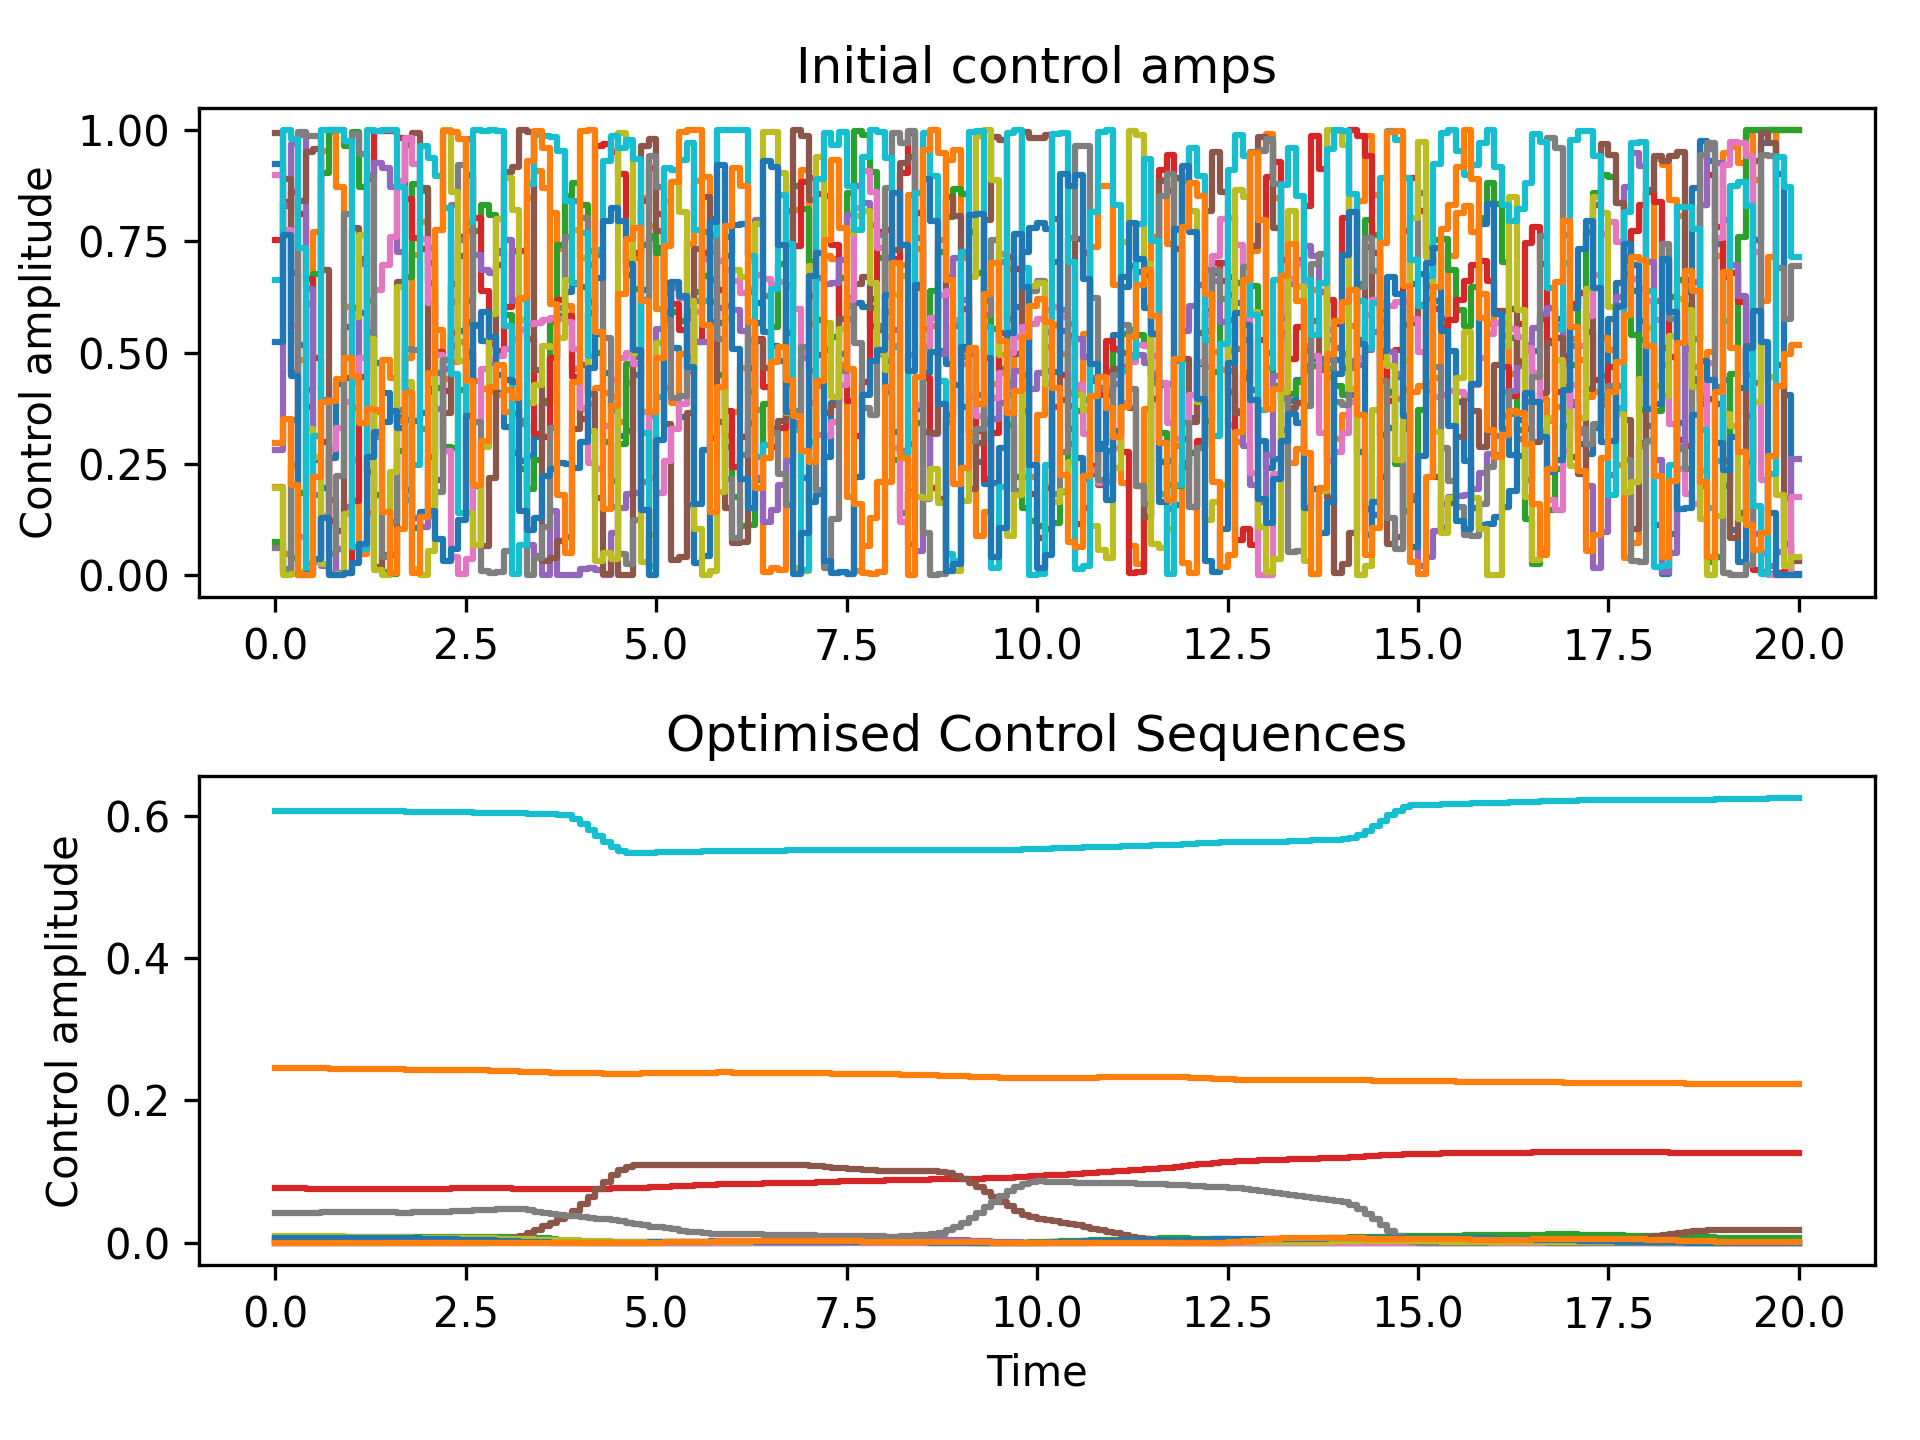 Initial control amps
Control amplitude
1.00
0.75
0.50
0.25
0.00
0.0 2.5 5.0 7.5 10.0 12.5 15.0 17.5 20.0
Optimised Control Sequences
Control amplitude
0.6
0.4
0.2
0.0
0.0 2.5 5.0 7.5 10.0 12.5 15.0 17.5 20.0
Time